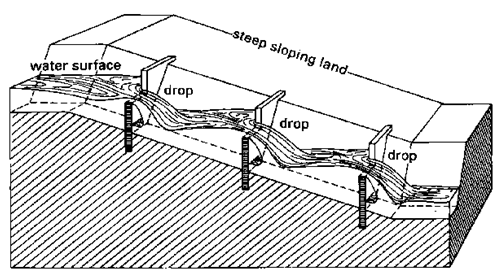 steep sloping land
water surface
drop
drop
drop